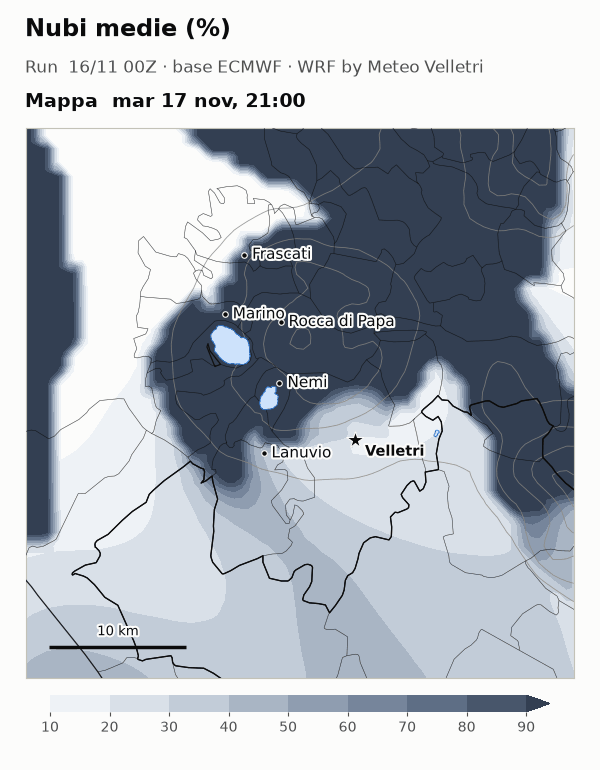 Nubi medie (%)
Run  16/11 00Z · base ECMWF · WRF by Meteo Velletri
Mappa  mar 17 nov, 21:00
Frascati
Marino
Rocca di Papa
Nemi
Velletri
Lanuvio
10 km
10 20 30 40 50 60 70 80 90